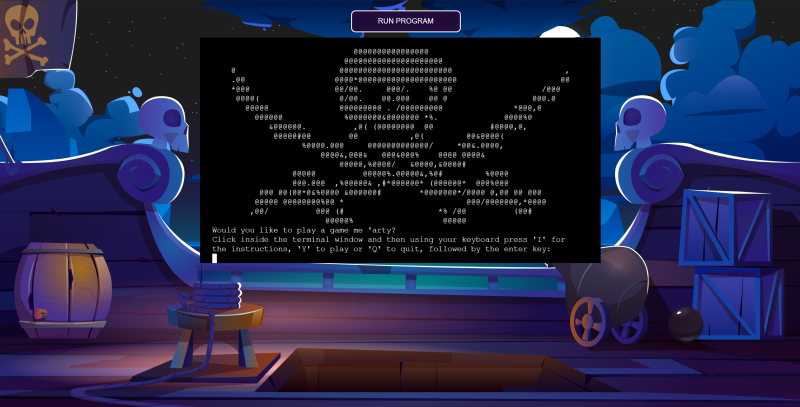 RUN PROGRAM
Would you like to play a game me 'arty?
Click inside the terminal window and then using your keyboard press 'I' for
the instructions, 'Y' to play or 'Q' to quit, followed by the enter key: